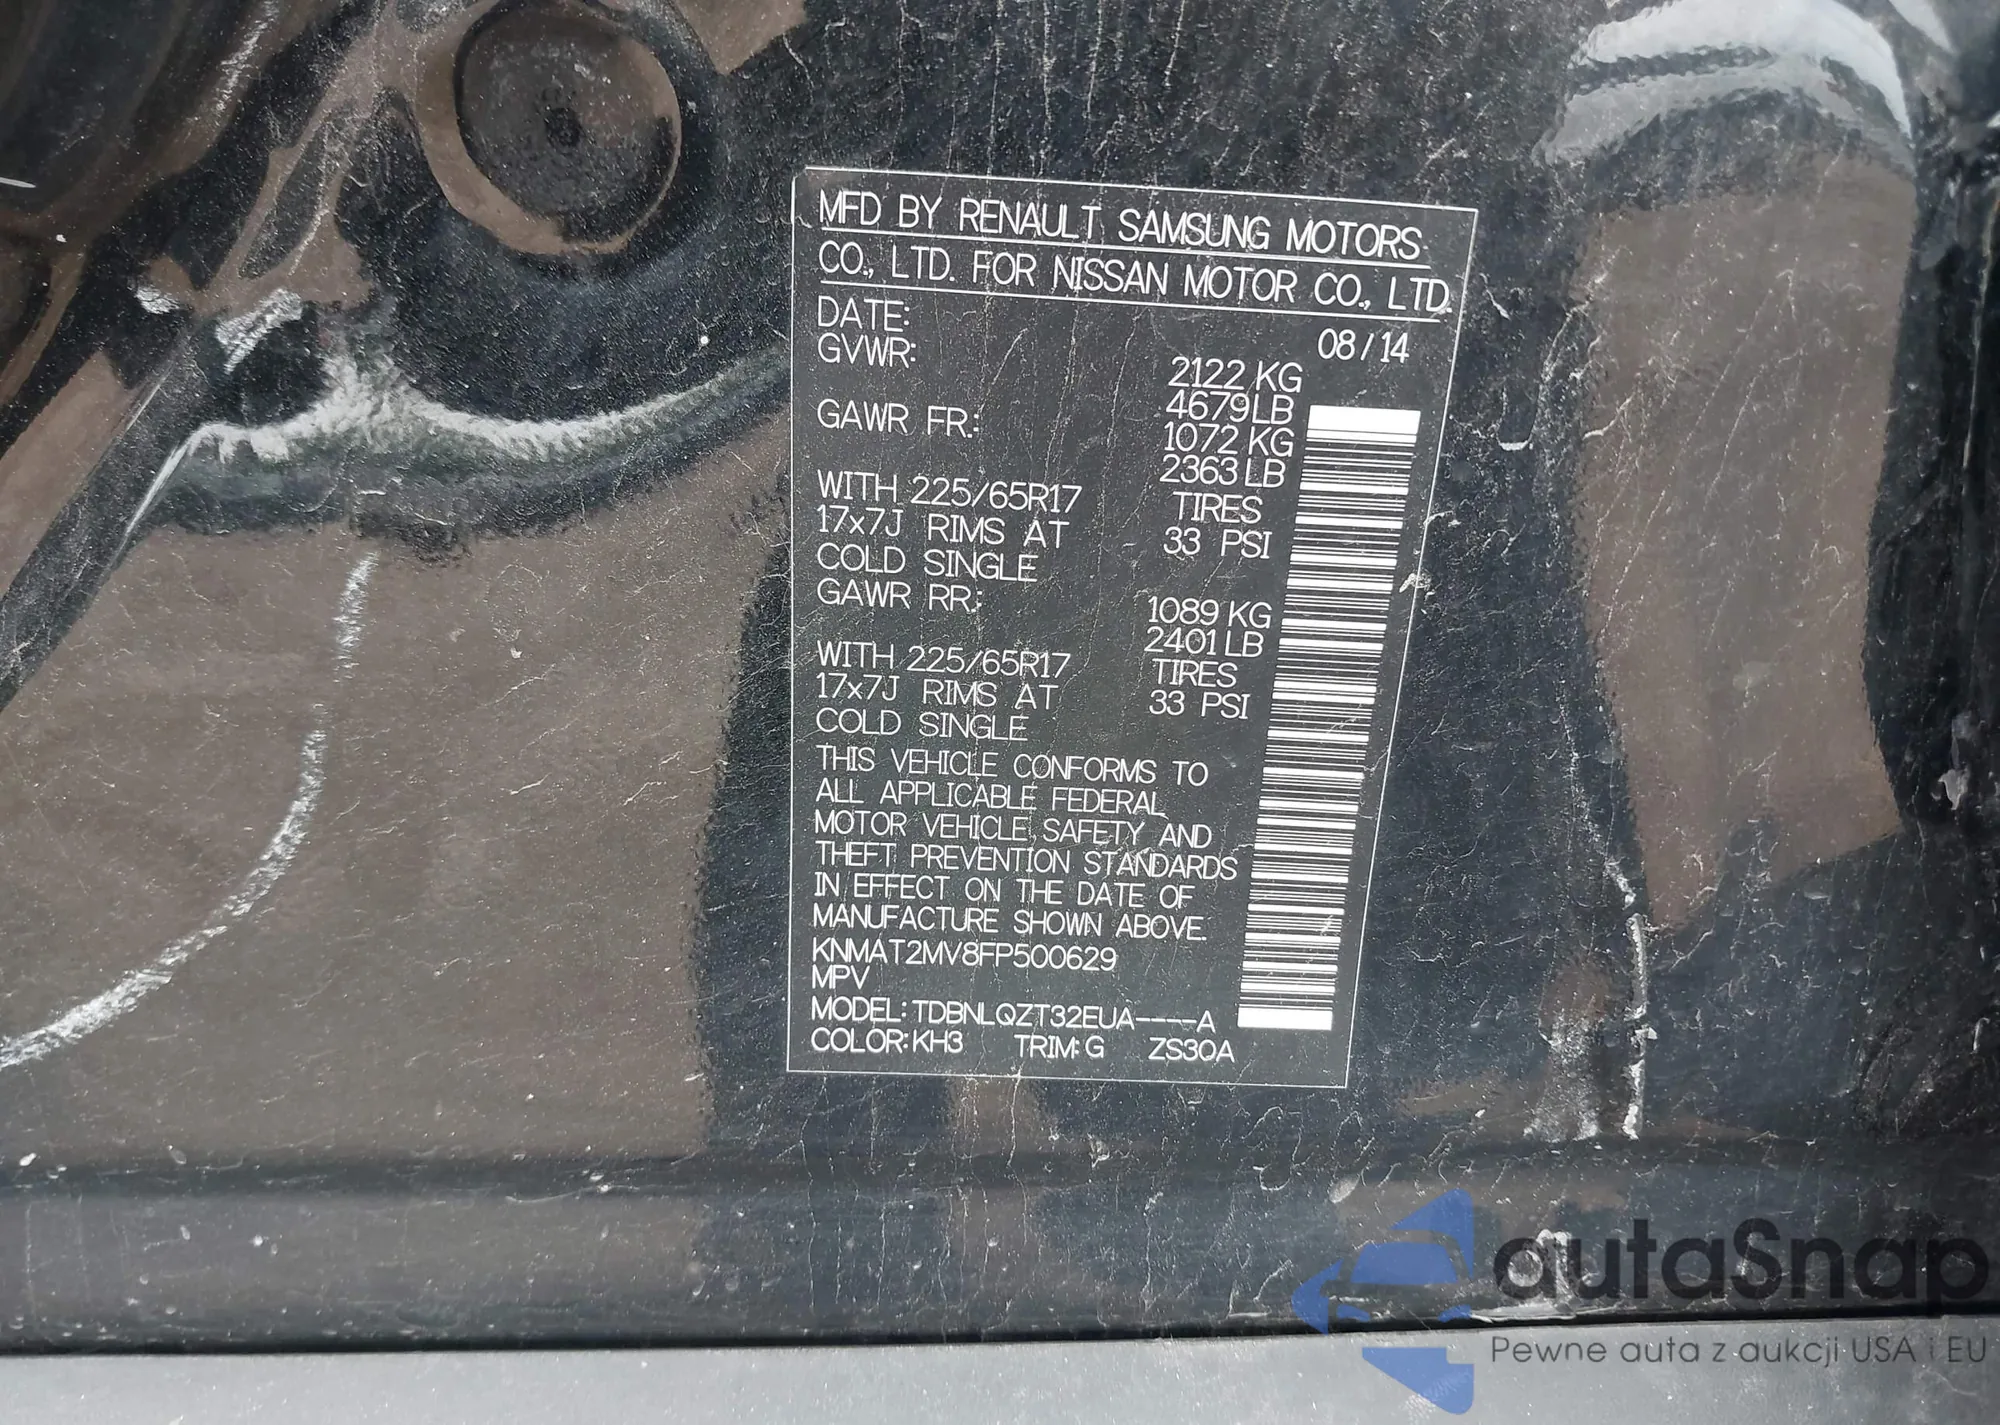 MFD BY RENAULT SAMSUNG MOTORS
CO., LTD. FOR NISSAN MOTOR CO., LTD.
DATE: 08/14
GVWR: 2122 KG
4679LB
GAWR FR.: 1072 KG
2363 LB
WITH 225/65R17 TIRES
17x7J RIMS AT 33 PSI
COLD SINGLE
GAWR RR.: 1089 KG
2401 LB
WITH 225/65R17 TIRES
17x7J RIMS AT 33 PSI
COLD SINGLE
THIS VEHICLE CONFORMS TO
ALL APPLICABLE FEDERAL
MOTOR VEHICLE SAFETY AND
THEFT PREVENTION STANDARDS
IN EFFECT ON THE DATE OF
MANUFACTURE SHOWN ABOVE.
KNMAT2MV8FP500629
MPV
MODEL: TDBNLQZT32EUA----A
COLOR: KH3 TRIM: G ZS30A
autaSnap
Pewne auta z aukcji USA i EU